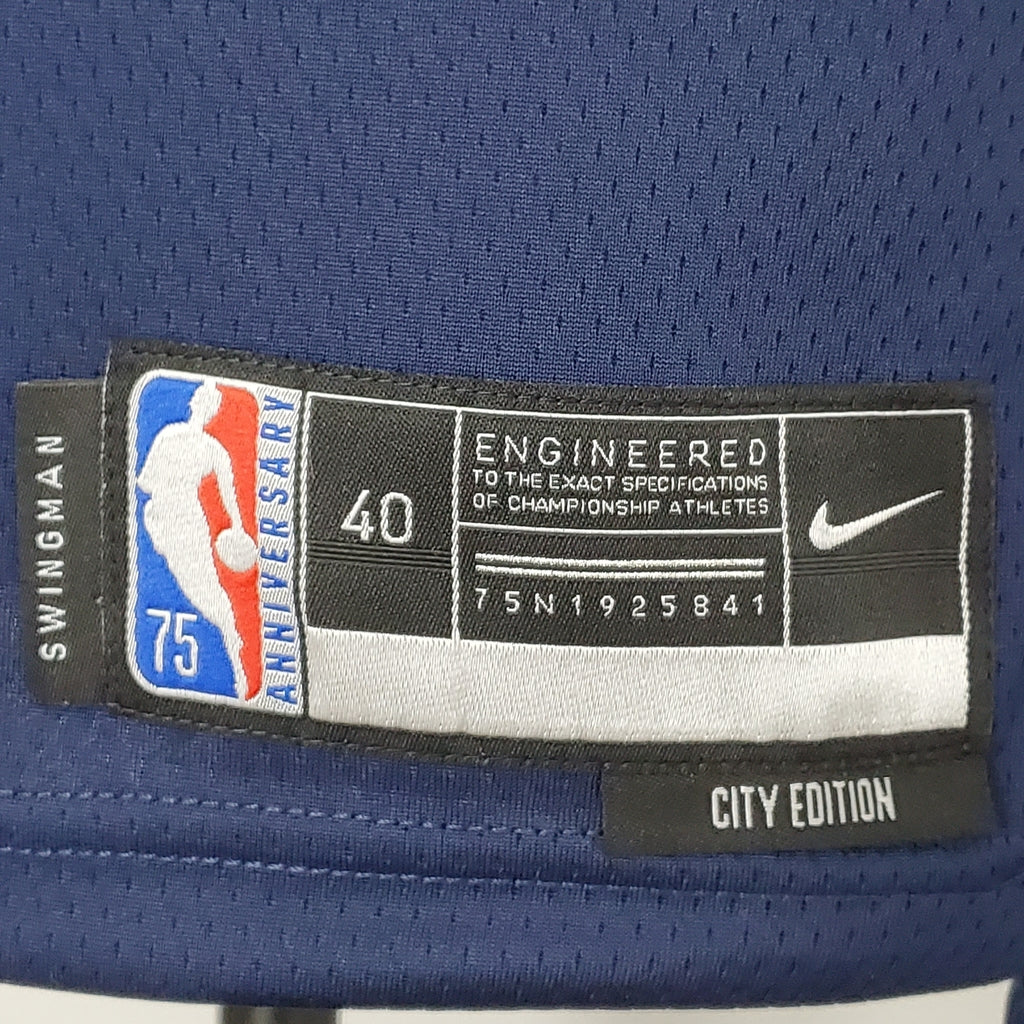 SWINGMAN
75
ANNIVERSARY
40
ENGINEERED
TO THE EXACT SPECIFICATIONS
OF CHAMPIONSHIP ATHLETES
75N1925841
CITY EDITION